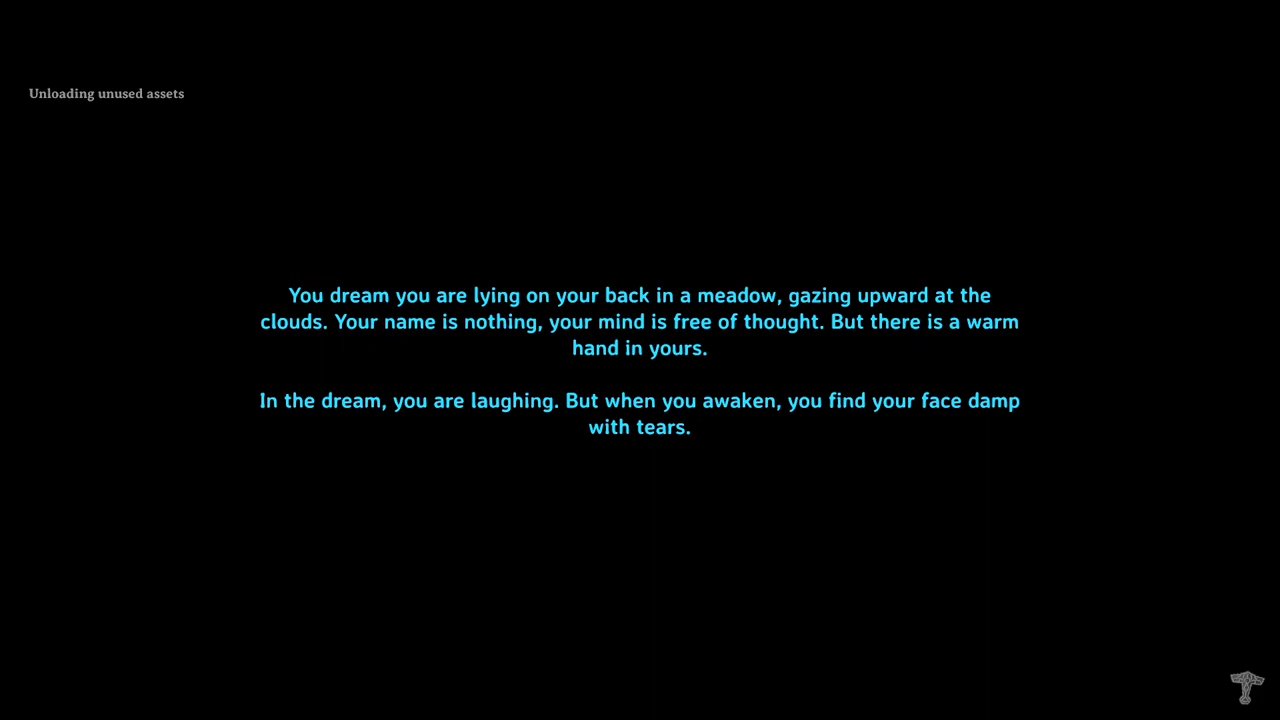 Unloading unused assets
You dream you are lying on your back in a meadow, gazing upward at the
clouds. Your name is nothing, your mind is free of thought. But there is a warm
hand in yours.
In the dream, you are laughing. But when you awaken, you find your face damp
with tears.